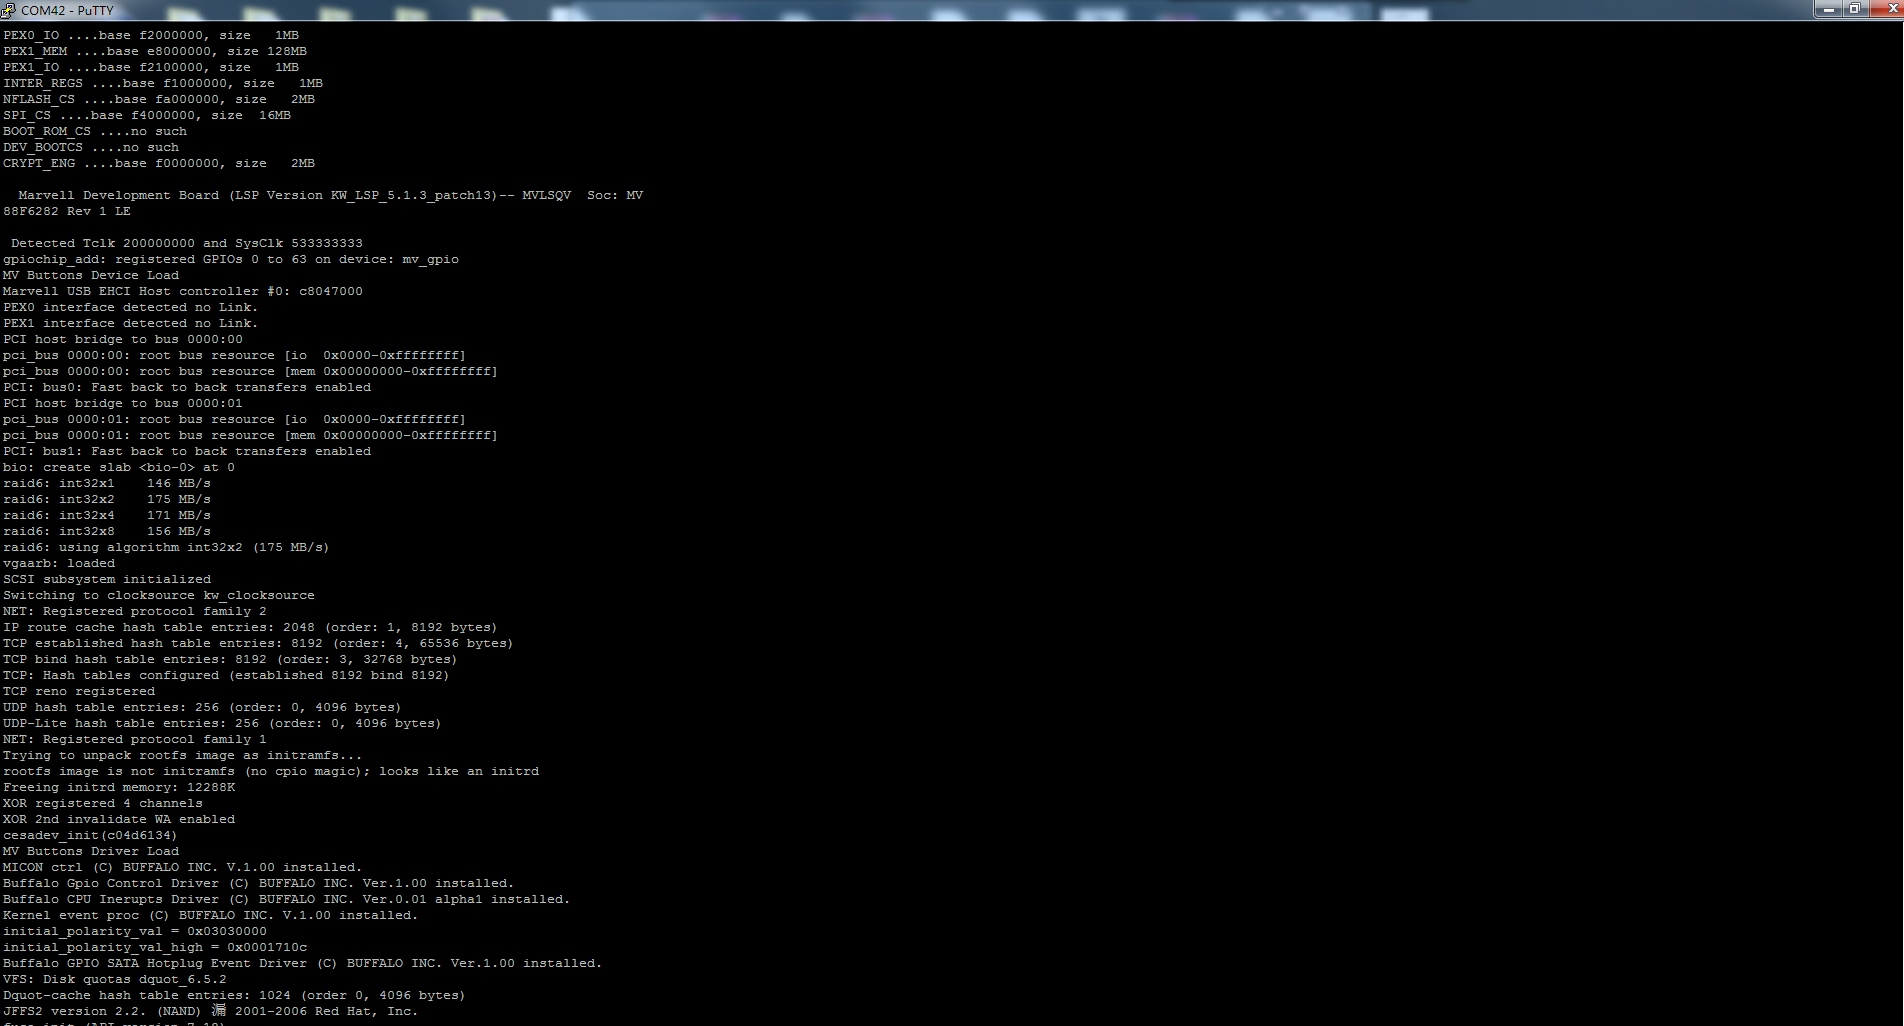 COM42 - PuTTY
PEX0_IO ....base f2000000, size   1MB
PEX1_MEM ....base e8000000, size 128MB
PEX1_IO ....base f2100000, size   1MB
INTER_REGS ....base f1000000, size   1MB
NFLASH_CS ....base fa000000, size   2MB
SPI_CS ....base f4000000, size  16MB
BOOT_ROM_CS ....no such
DEV_BOOTCS ....no such
CRYPT_ENG ....base f0000000, size   2MB
  Marvell Development Board (LSP Version KW_LSP_5.1.3_patch13)-- MVLSQV  Soc: MV
88F6282 Rev 1 LE
 Detected Tclk 200000000 and SysClk 533333333
gpiochip_add: registered GPIOs 0 to 63 on device: mv_gpio
MV Buttons Device Load
Marvell USB EHCI Host controller #0: c8047000
PEX0 interface detected no Link.
PEX1 interface detected no Link.
PCI host bridge to bus 0000:00
pci_bus 0000:00: root bus resource [io  0x0000-0xffffffff]
pci_bus 0000:00: root bus resource [mem 0x00000000-0xffffffff]
PCI: bus0: Fast back to back transfers enabled
PCI host bridge to bus 0000:01
pci_bus 0000:01: root bus resource [io  0x0000-0xffffffff]
pci_bus 0000:01: root bus resource [mem 0x00000000-0xffffffff]
PCI: bus1: Fast back to back transfers enabled
bio: create slab <bio-0> at 0
raid6: int32x1    146 MB/s
raid6: int32x2    175 MB/s
raid6: int32x4    171 MB/s
raid6: int32x8    156 MB/s
raid6: using algorithm int32x2 (175 MB/s)
vgaarb: loaded
SCSI subsystem initialized
Switching to clocksource kw_clocksource
NET: Registered protocol family 2
IP route cache hash table entries: 2048 (order: 1, 8192 bytes)
TCP established hash table entries: 8192 (order: 4, 65536 bytes)
TCP bind hash table entries: 8192 (order: 3, 32768 bytes)
TCP: Hash tables configured (established 8192 bind 8192)
TCP reno registered
UDP hash table entries: 256 (order: 0, 4096 bytes)
UDP-Lite hash table entries: 256 (order: 0, 4096 bytes)
NET: Registered protocol family 1
Trying to unpack rootfs image as initramfs...
rootfs image is not initramfs (no cpio magic); looks like an initrd
Freeing initrd memory: 12288K
XOR registered 4 channels
XOR 2nd invalidate WA enabled
cesadev_init(c04d6134)
MV Buttons Driver Load
MICON ctrl (C) BUFFALO INC. V.1.00 installed.
Buffalo Gpio Control Driver (C) BUFFALO INC. Ver.1.00 installed.
Buffalo CPU Inerupts Driver (C) BUFFALO INC. Ver.0.01 alpha1 installed.
Kernel event proc (C) BUFFALO INC. V.1.00 installed.
initial_polarity_val = 0x03030000
initial_polarity_val_high = 0x0001710c
Buffalo GPIO SATA Hotplug Event Driver (C) BUFFALO INC. Ver.1.00 installed.
VFS: Disk quotas dquot_6.5.2
Dquot-cache hash table entries: 1024 (order 0, 4096 bytes)
JFFS2 version 2.2. (NAND) 漏 2001-2006 Red Hat, Inc.